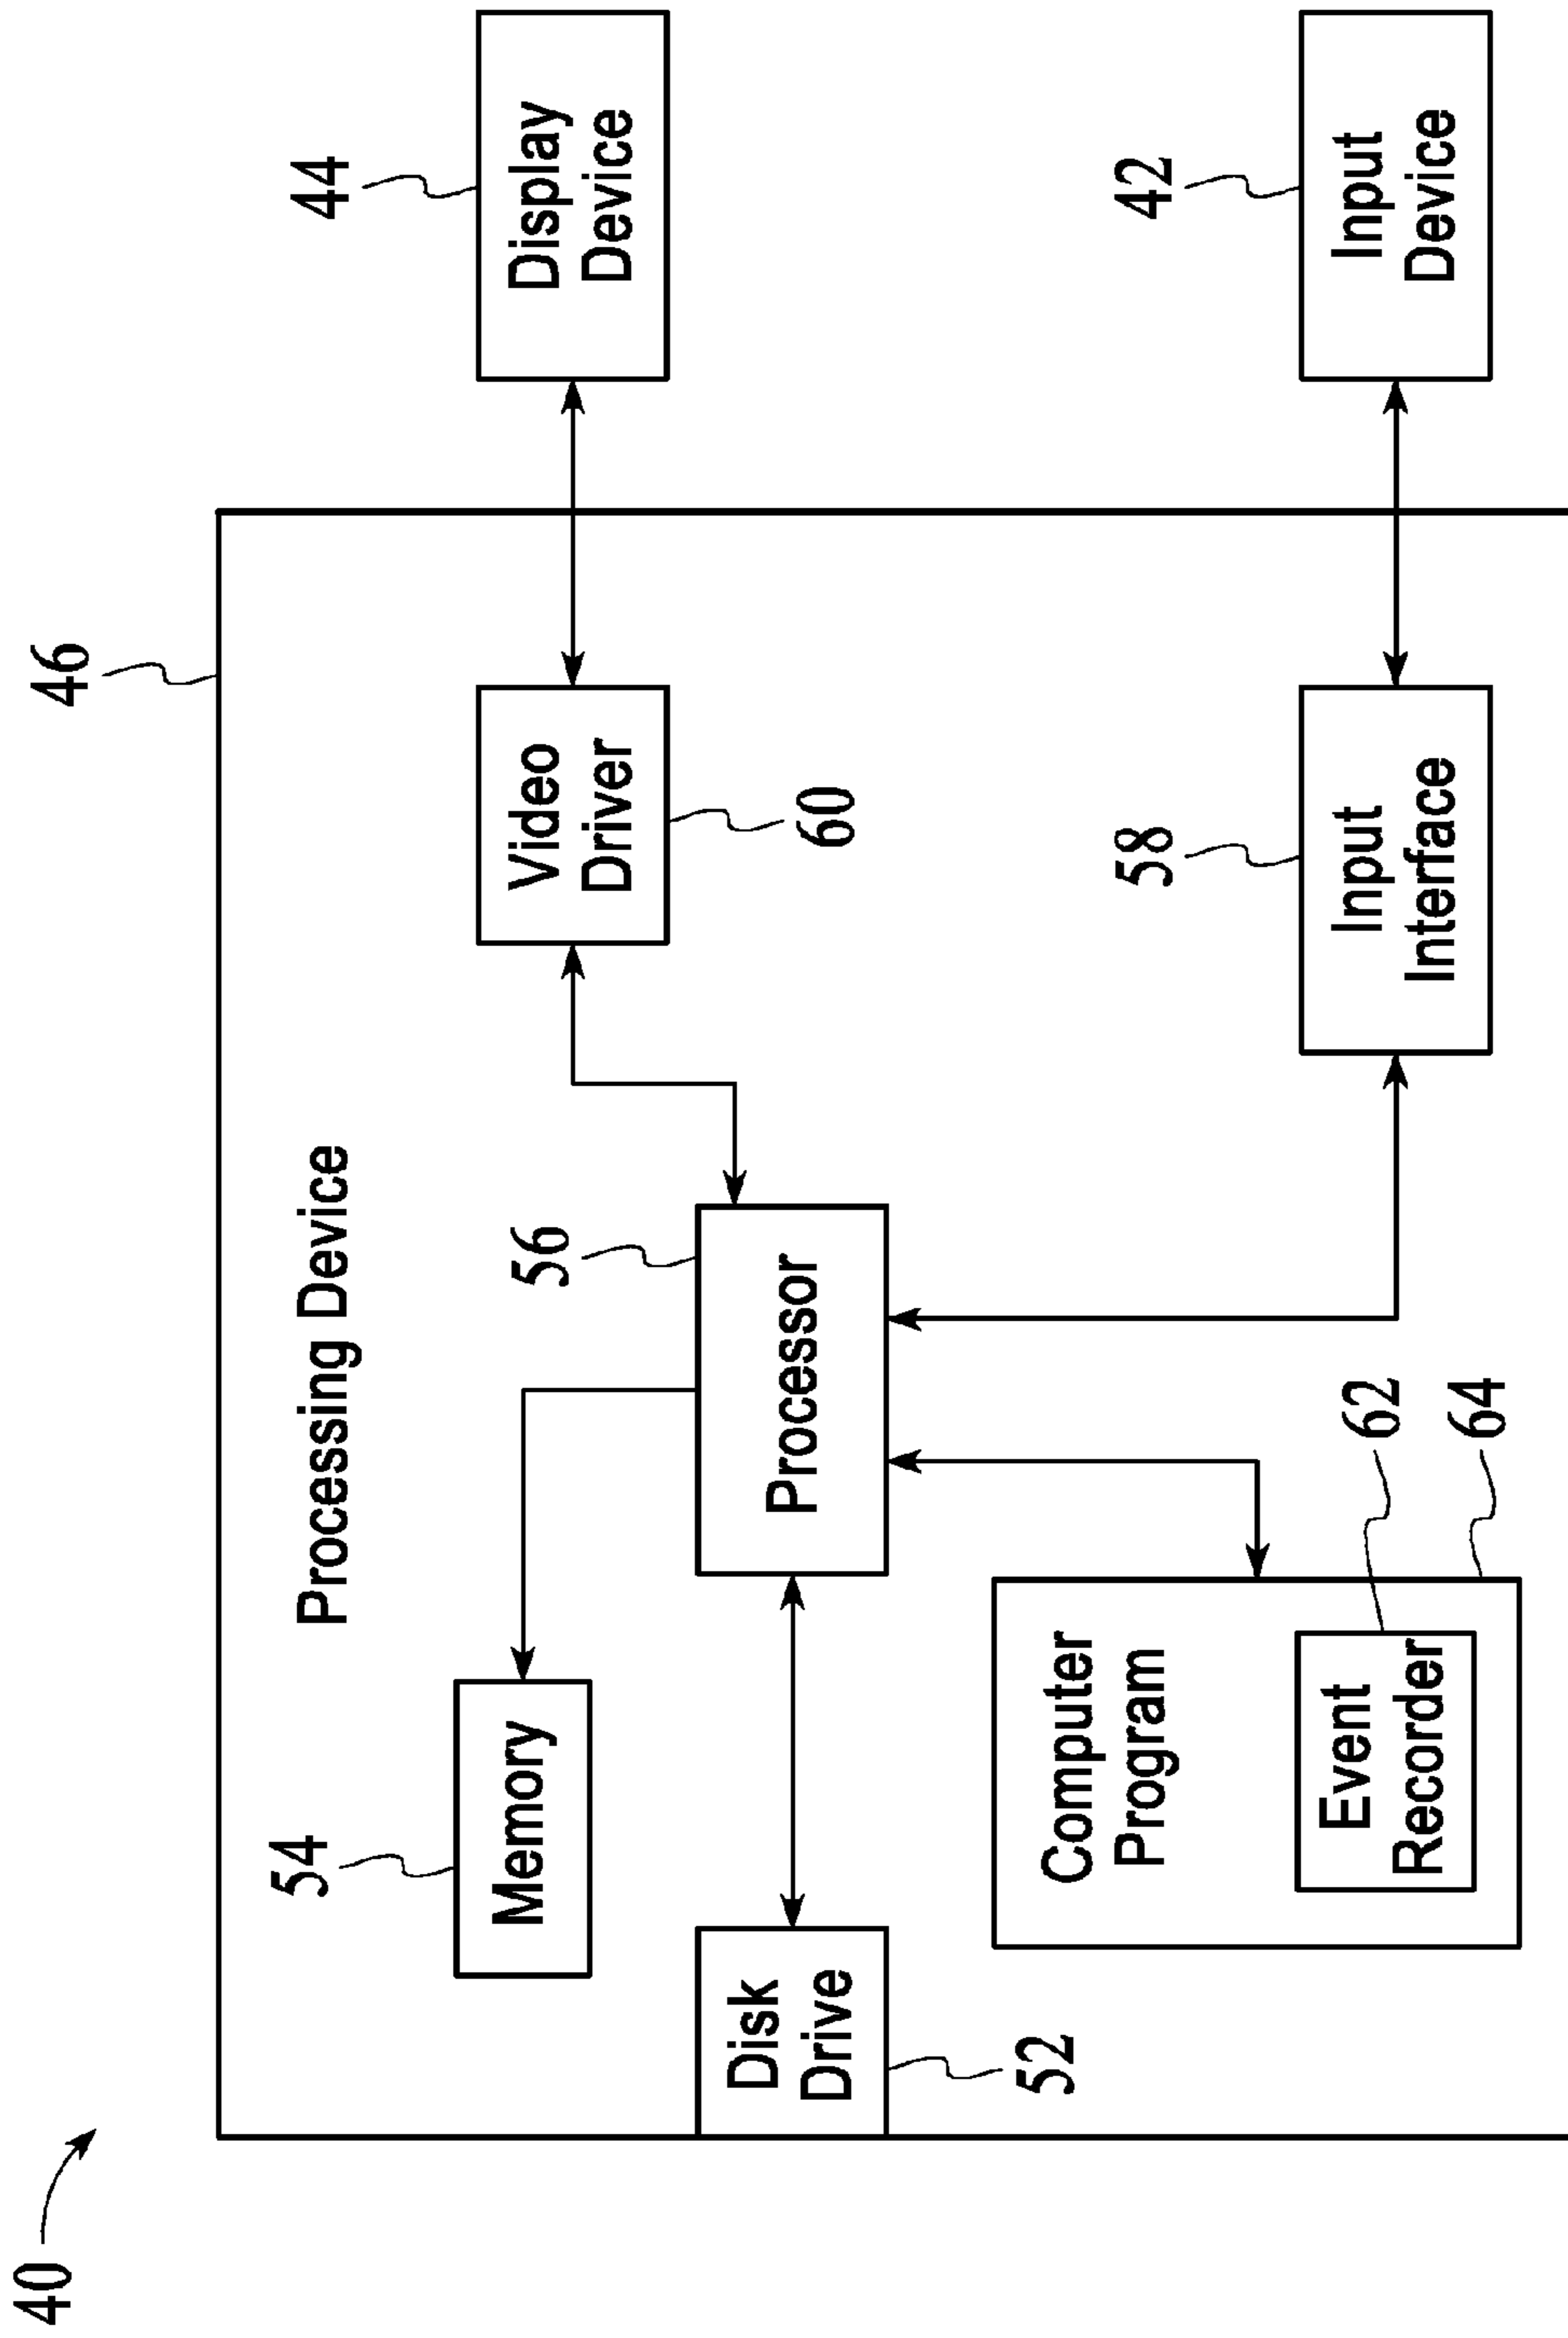 40
46
Processing Device
54
Memory
56
Processor
Disk
Drive
52
Computer
Program
Event
Recorder
62
64
Video
Driver
60
58
Input
Interface
44
Display
Device
42
Input
Device